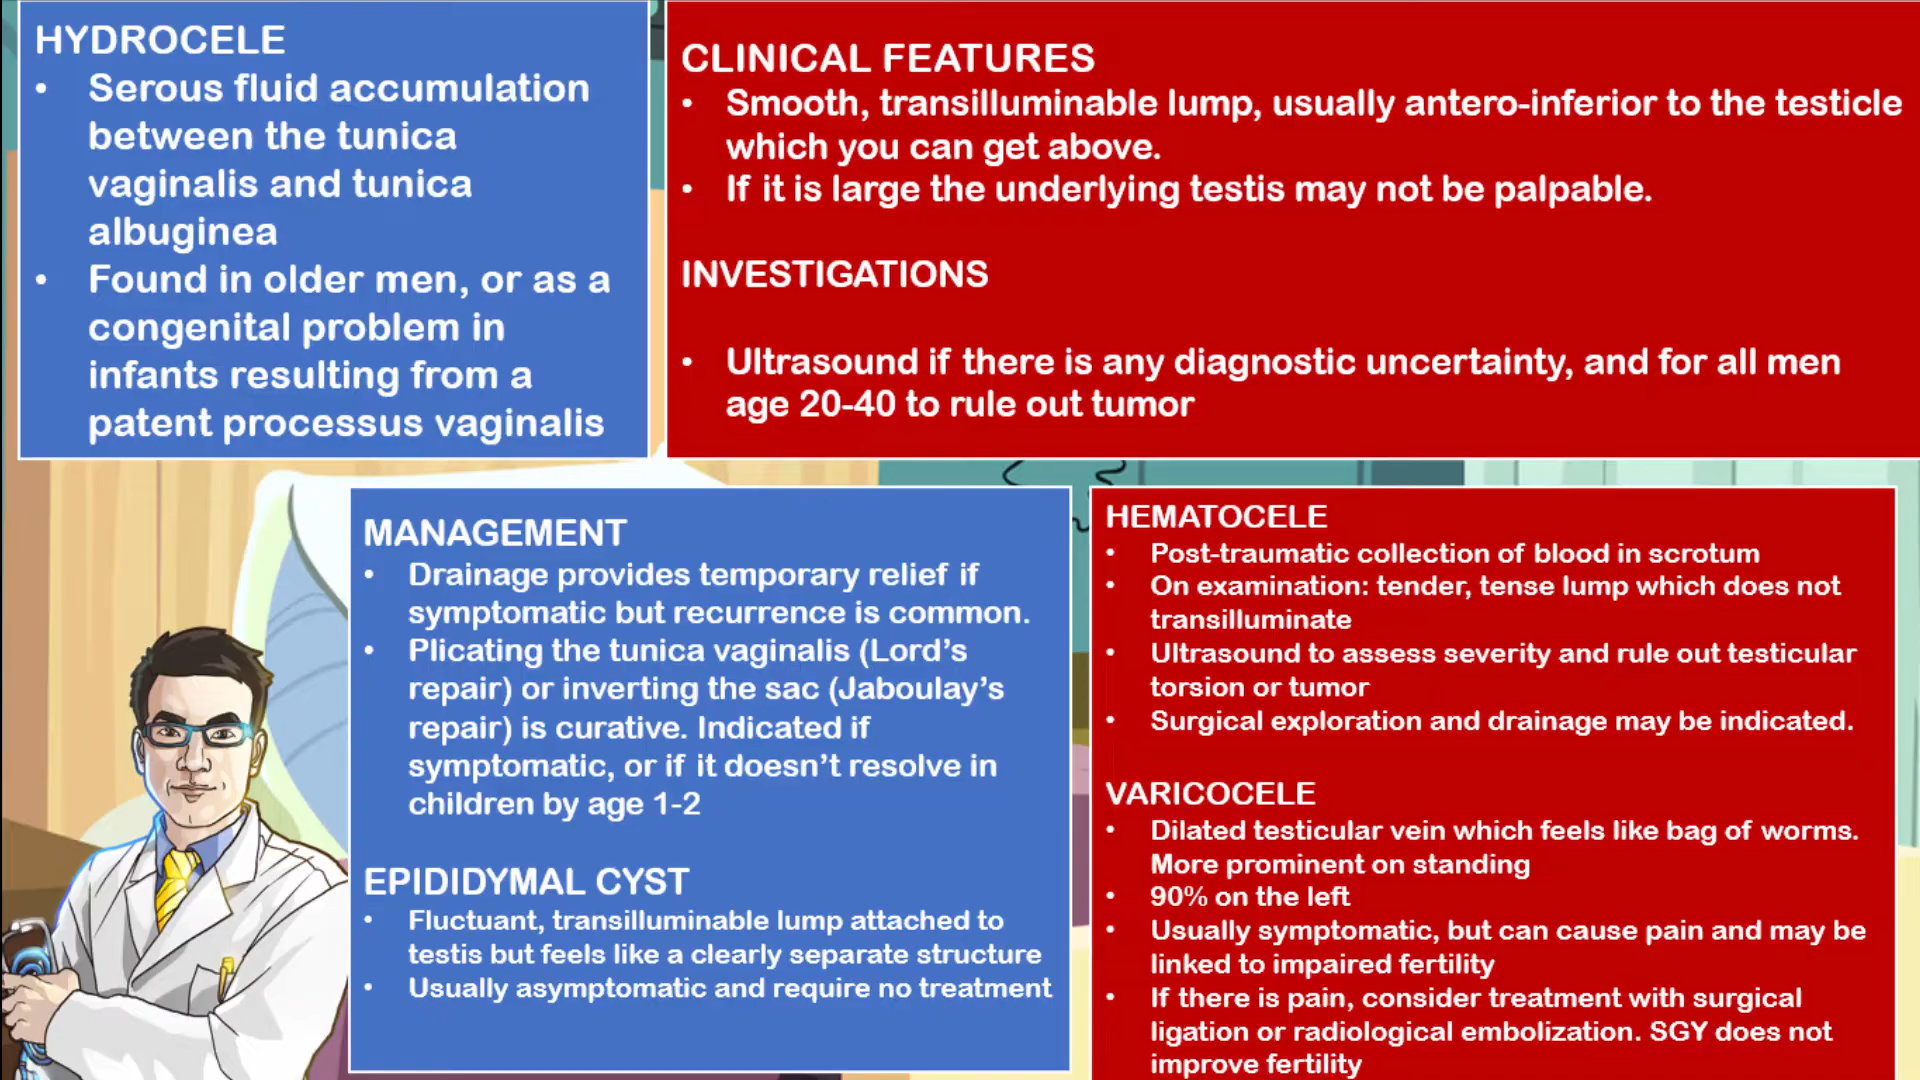 HYDROCELE
• Serous fluid accumulation
between the tunica
vaginalis and tunica
albuginea
• Found in older men, or as a
congenital problem in
infants resulting from a
patent processus vaginalis
CLINICAL FEATURES
• Smooth, transilluminable lump, usually antero-inferior to the testicle
which you can get above.
• If it is large the underlying testis may not be palpable.
INVESTIGATIONS
• Ultrasound if there is any diagnostic uncertainty, and for all men
age 20-40 to rule out tumor
MANAGEMENT
• Drainage provides temporary relief if
symptomatic but recurrence is common.
• Plicating the tunica vaginalis (Lord’s
repair) or inverting the sac (Jaboulay’s
repair) is curative. Indicated if
symptomatic, or if it doesn’t resolve in
children by age 1-2
EPIDIDYMAL CYST
• Fluctuant, transilluminable lump attached to
testis but feels like a clearly separate structure
• Usually asymptomatic and require no treatment
HEMATOCELE
• Post-traumatic collection of blood in scrotum
• On examination: tender, tense lump which does not
transilluminate
• Ultrasound to assess severity and rule out testicular
torsion or tumor
• Surgical exploration and drainage may be indicated.
VARICOCELE
• Dilated testicular vein which feels like bag of worms.
More prominent on standing
• 90% on the left
• Usually symptomatic, but can cause pain and may be
linked to impaired fertility
• If there is pain, consider treatment with surgical
ligation or radiological embolization. SGY does not
improve fertility